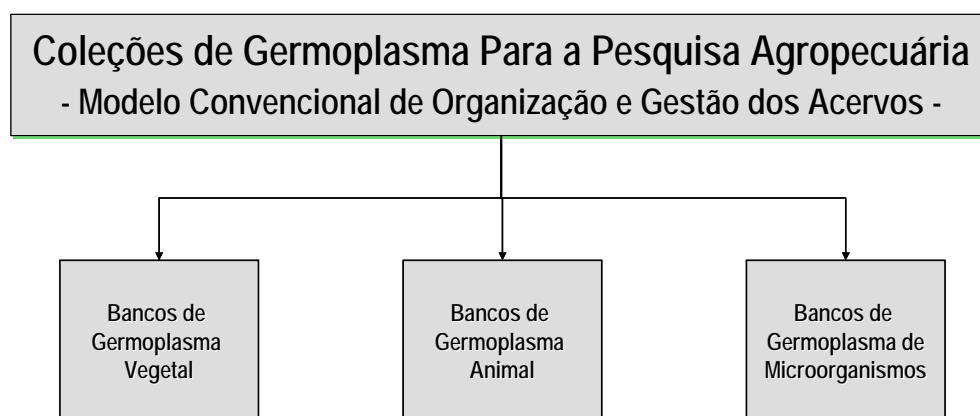 Coleções de Germoplasma Para a Pesquisa Agropecuária
- Modelo Convencional de Organização e Gestão dos Acervos -
Bancos de
Germoplasma
Vegetal
Bancos de
Germoplasma
Animal
Bancos de
Germoplasma de
Microorganismos